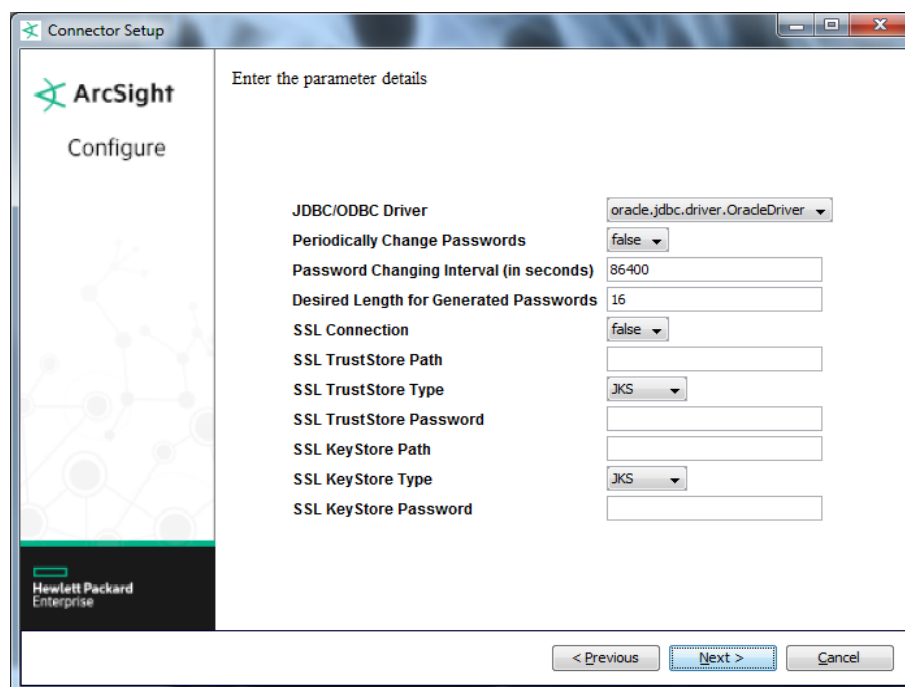 Connector Setup
ArcSight
Configure
Enter the parameter details
JDBC/ODBC Driver oracle.jdbc.driver.OracleDriver
Periodically Change Passwords false
Password Changing Interval (in seconds) 86400
Desired Length for Generated Passwords 16
SSL Connection false
SSL TrustStore Path
SSL TrustStore Type JKS
SSL TrustStore Password
SSL KeyStore Path
SSL KeyStore Type JKS
SSL KeyStore Password
Hewlett Packard
Enterprise
< Previous Next > Cancel